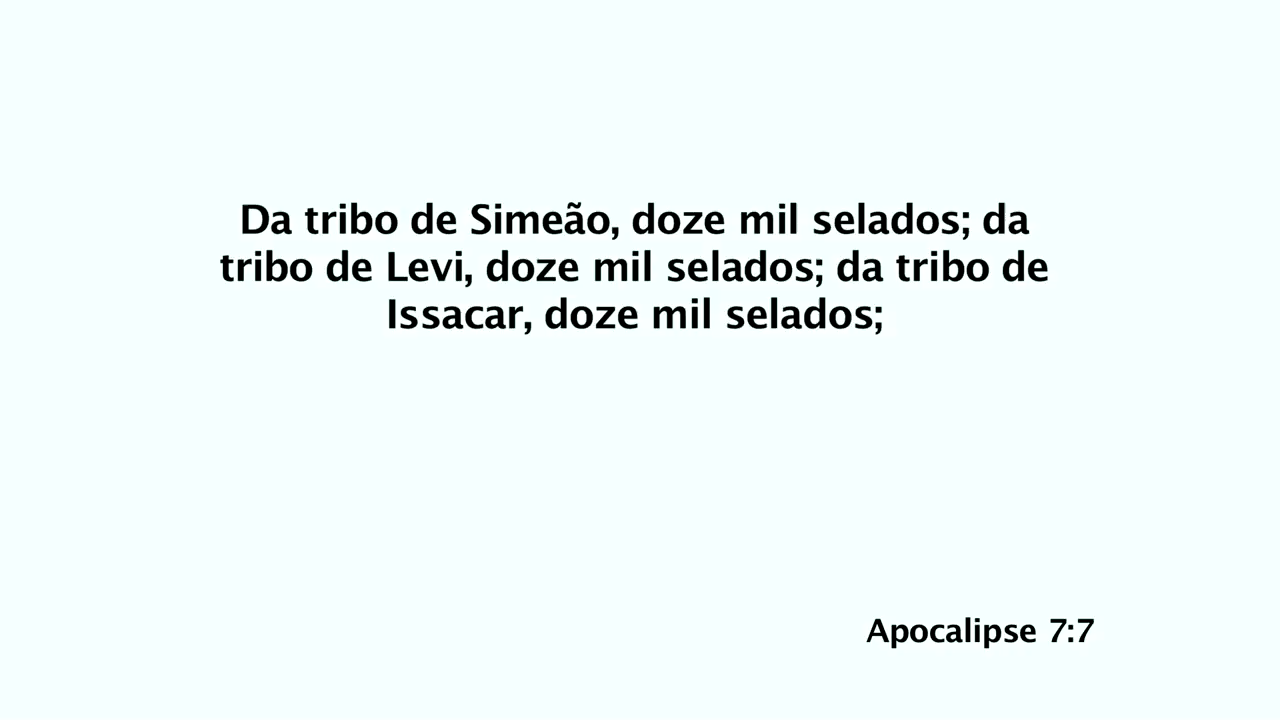 Da tribo de Simeão, doze mil selados; da
tribo de Levi, doze mil selados; da tribo de
Issacar, doze mil selados;
Apocalipse 7:7